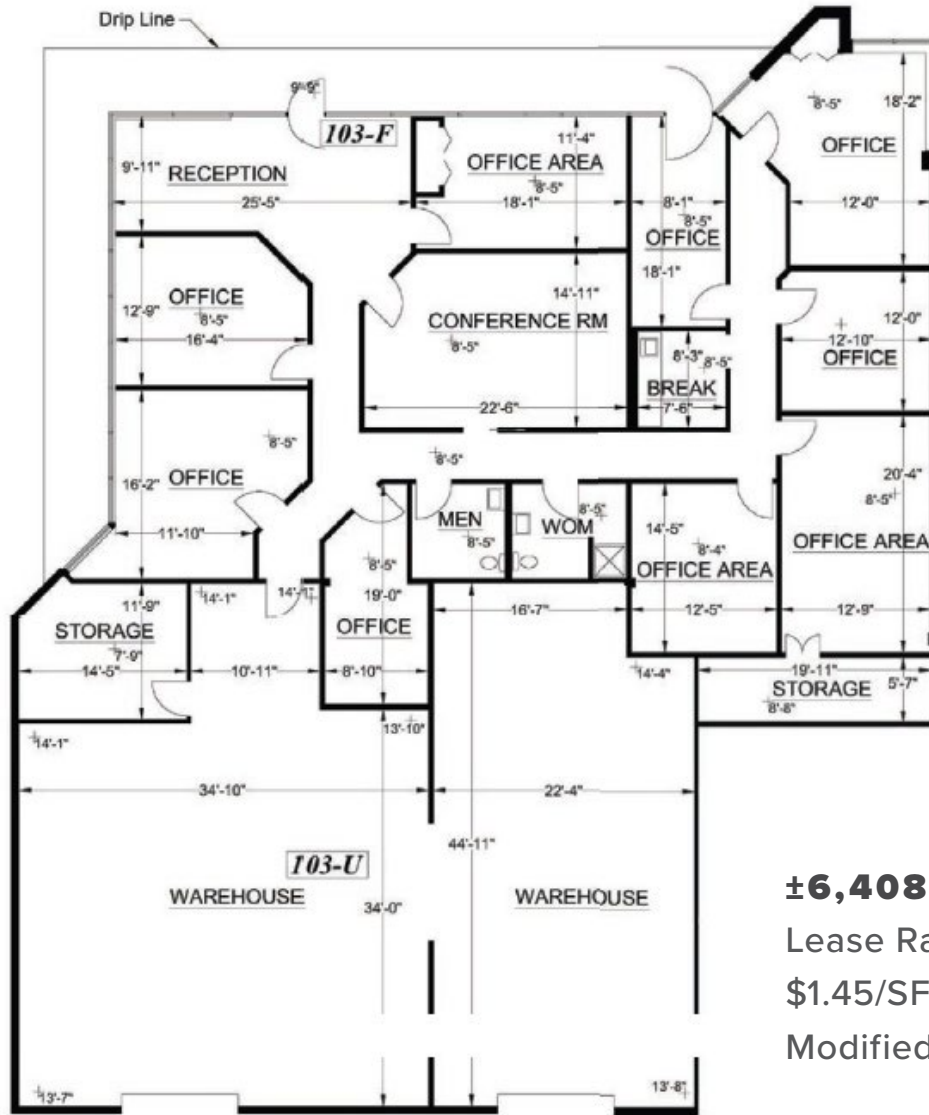 Drip Line
9'-9"
103-F
11'-4"
8'-5"
18'-2"
9'-11"
RECEPTION
OFFICE AREA
8'-5"
OFFICE
25'-5"
18'-1"
8'-1"
8'-5"
12'-0"
OFFICE
18'-1"
12'-9"
OFFICE
8'-5"
16'-4"
14'-11"
CONFERENCE RM
8'-5"
22'-6"
12'-0"
12'-10"
OFFICE
8'-3"
8'-5"
BREAK
7'-6"
8'-5"
8'-5"
16'-2"
OFFICE
11'-10"
20'-4"
8'-5"
MEN
8'-5"
WOM
8'-5"
14'-5"
8'-4"
OFFICE AREA
12'-5"
OFFICE AREA
12'-9"
8'-5"
19'-0"
OFFICE
8'-10"
11'-9"
14'-1"
14'-1"
STORAGE
7'-9"
14'-5"
10'-11"
16'-7"
14'-4"
19'-11"
5'-7"
STORAGE
8'-8"
14'-1"
13'-10"
34'-10"
22'-4"
44'-11"
103-U
WAREHOUSE
34'-0"
WAREHOUSE
13'-7"
13'-8"
±6,408
Lease Ra
$1.45/SF
Modified